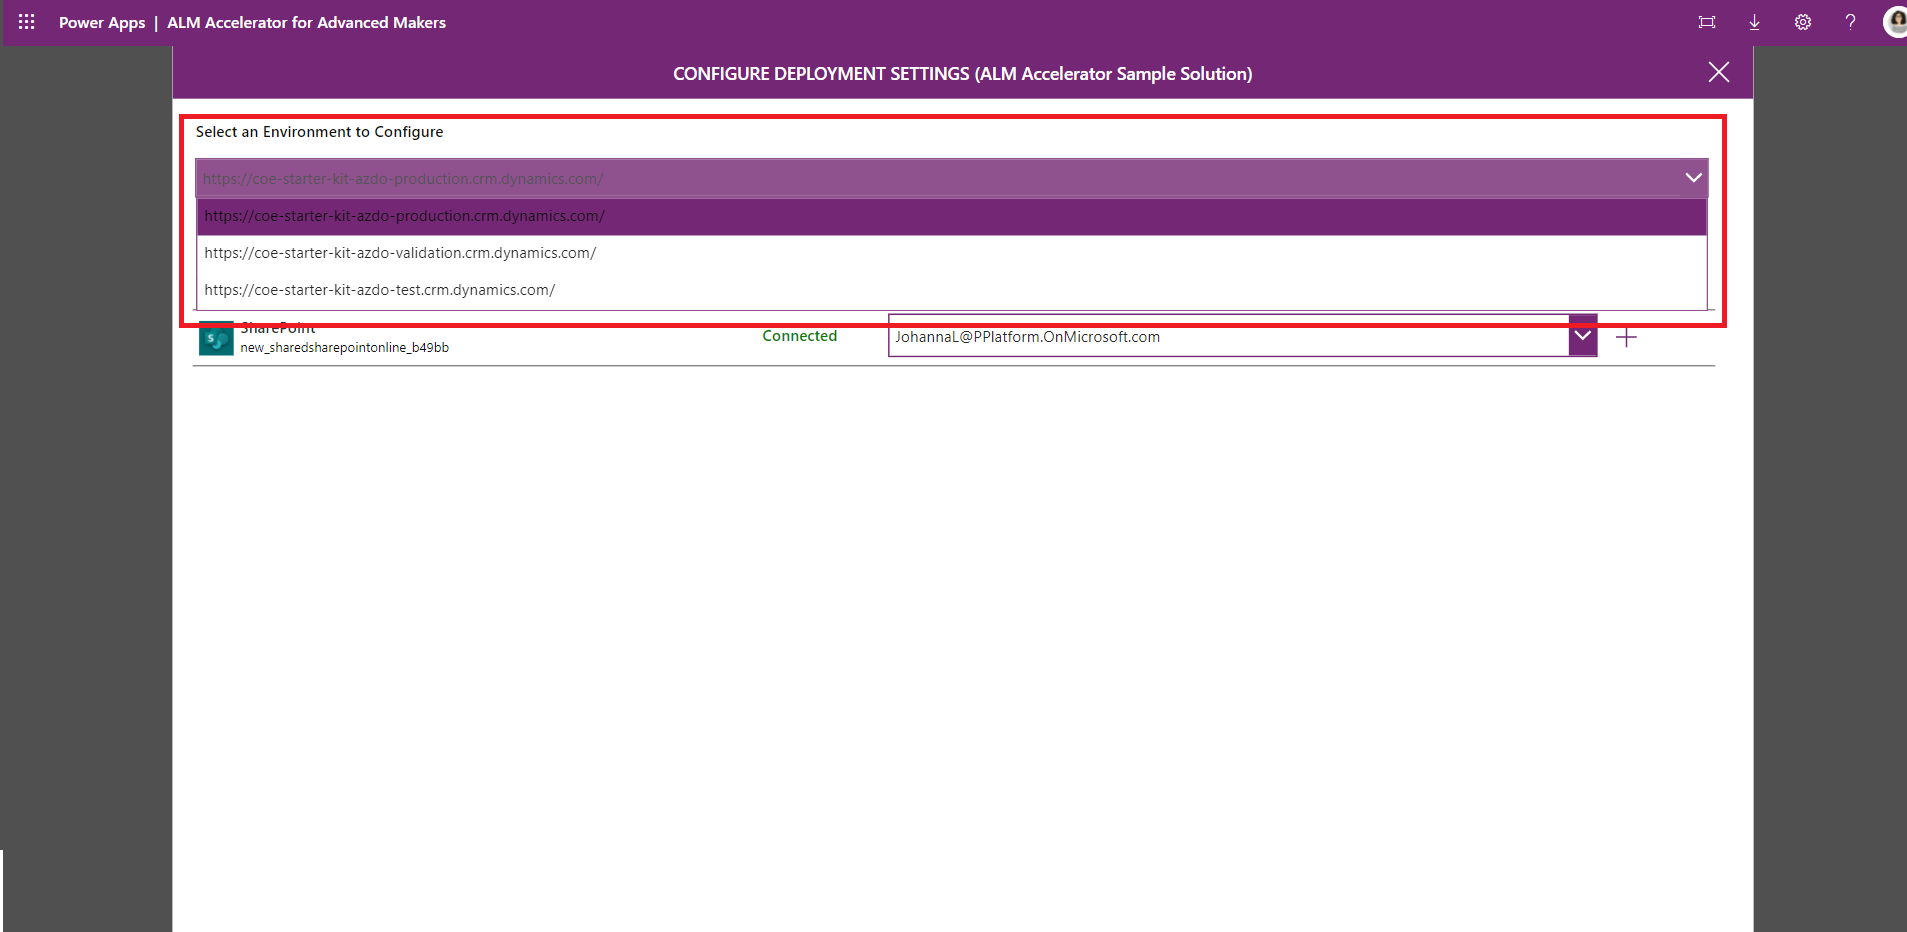 Power Apps | ALM Accelerator for Advanced Makers
CONFIGURE DEPLOYMENT SETTINGS (ALM Accelerator Sample Solution)
Select an Environment to Configure
https://coe-starter-kit-azdo-production.crm.dynamics.com/
https://coe-starter-kit-azdo-production.crm.dynamics.com/
https://coe-starter-kit-azdo-validation.crm.dynamics.com/
https://coe-starter-kit-azdo-test.crm.dynamics.com/
SharePoint
new_sharedsharepointonline_b49bb
Connected
JohannaL@PPlatform.OnMicrosoft.com